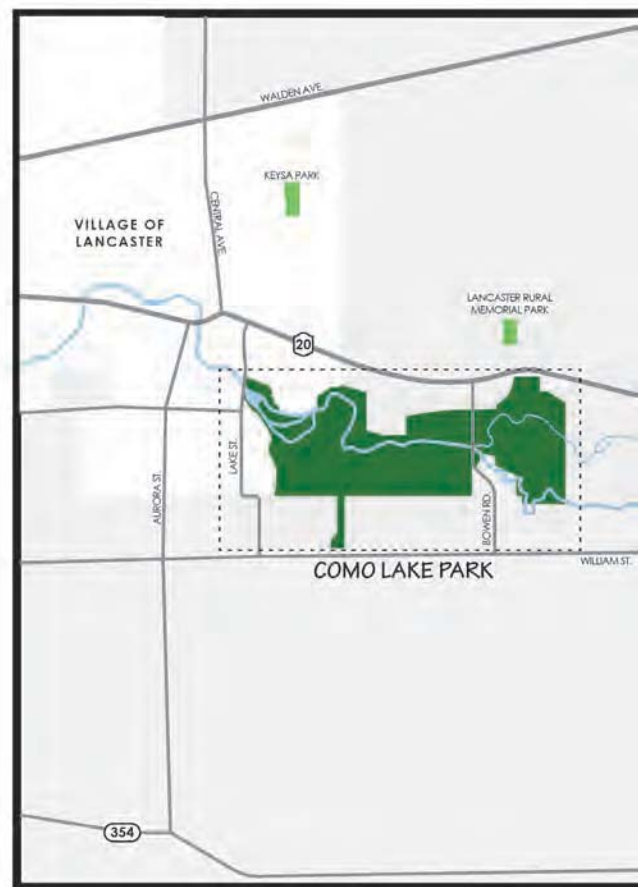 WALDEN AVE.
KEYSA PARK
CENTRAL AVE.
VILLAGE OF
LANCASTER
LANCASTER RURAL
MEMORIAL PARK
20
LAKE ST.
AURORA ST.
BOWEN RD.
WILLIAM ST.
COMO LAKE PARK
354